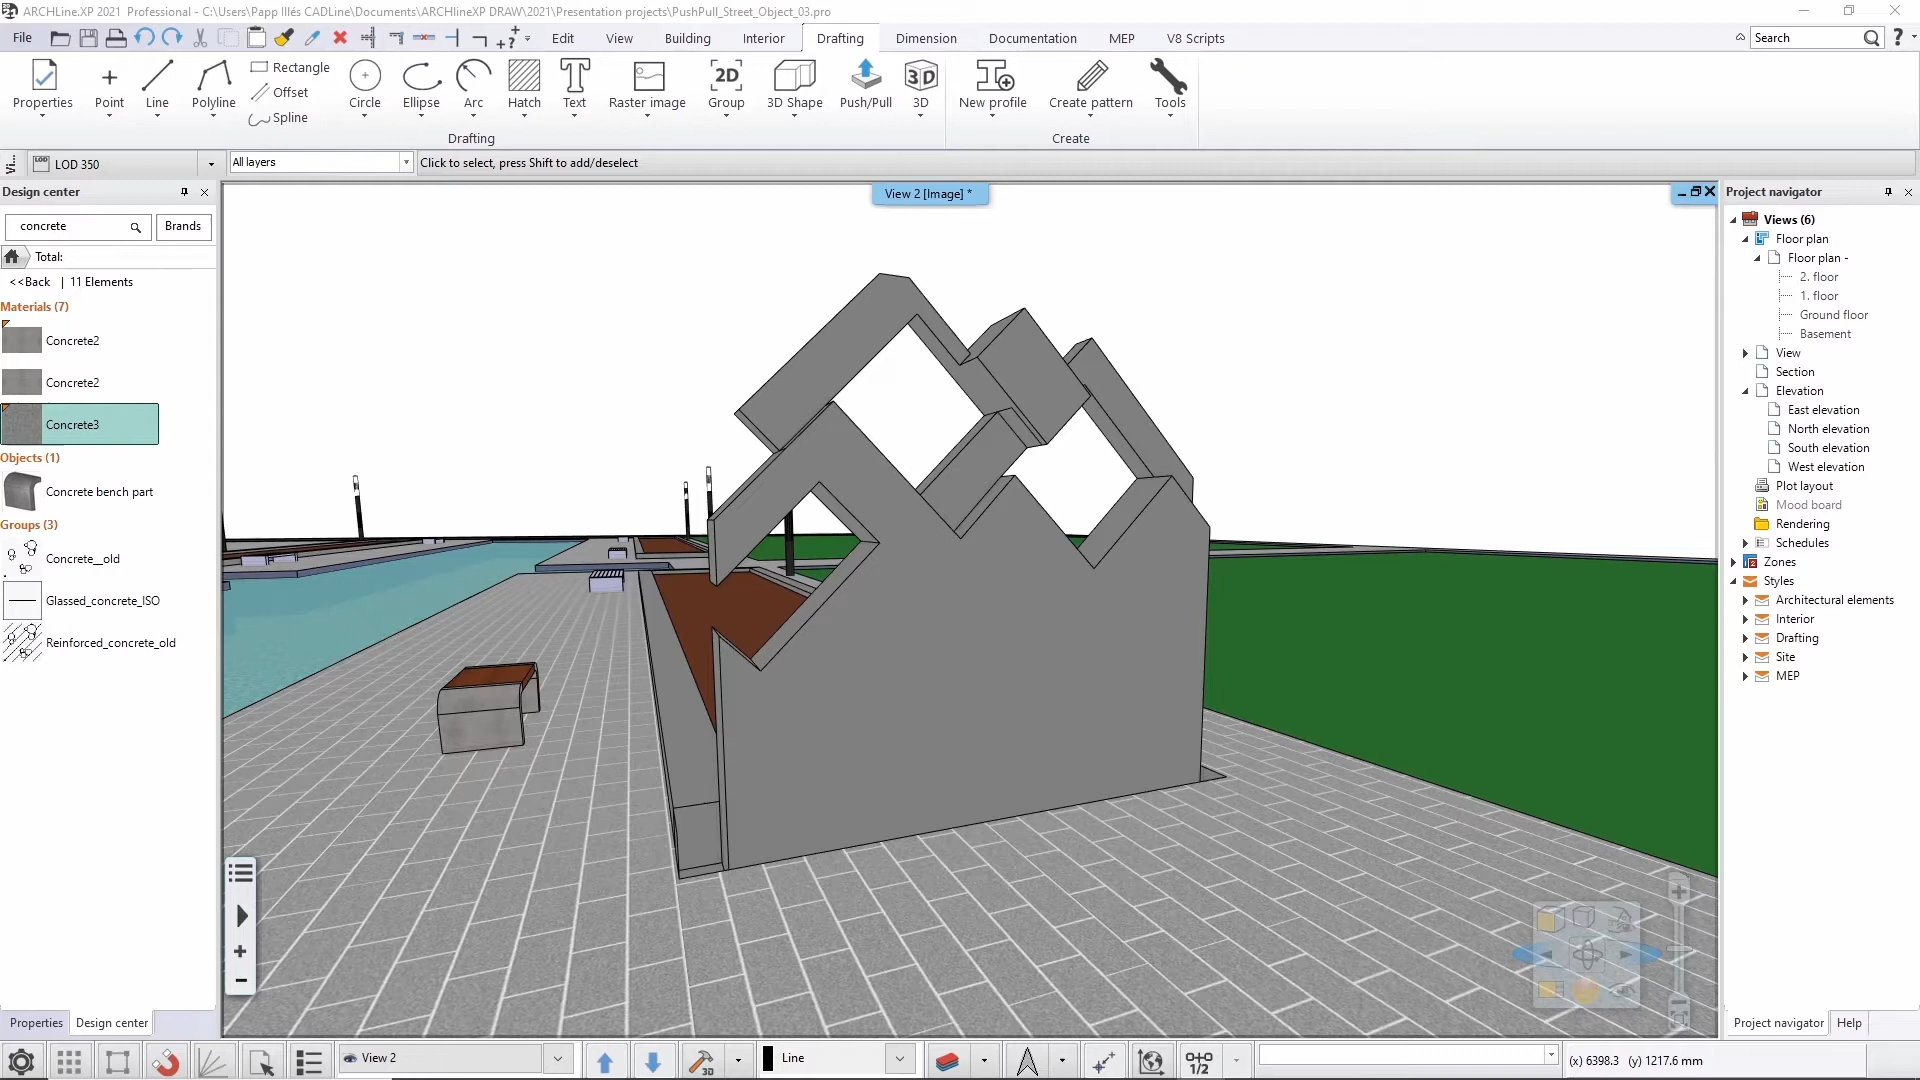 ARCHLine.XP 2021 Professional - C:\Users\Papp Illés CADLine\Documents\ARCHlineXP DRAW\2021\Presentation projects\PushPull_Street_Object_03.pro
File
Edit
View
Building
Interior
Drafting
Dimension
Documentation
MEP
V8 Scripts
Search
?
Properties
Point
Line
Polyline
Rectangle
Offset
Spline
Circle
Ellipse
Arc
Hatch
Text
Raster image
2D
Group
3D Shape
Push/Pull
3D
3D
New profile
Create pattern
Tools
Drafting
Create
LOD 350
All layers
Click to select, press Shift to add/deselect
Design center
concrete
Brands
Total:
<<Back | 11 Elements
Materials (7)
Concrete2
Concrete2
Concrete3
Objects (1)
Concrete bench part
Groups (3)
Concrete__old
Glassed_concrete_ISO
Reinforced_concrete_old
Properties
Design center
View 2 [Image] *
Project navigator
Views (6)
Floor plan
Floor plan -
2. floor
1. floor
Ground floor
Basement
View
Section
Elevation
East elevation
North elevation
South elevation
West elevation
Plot layout
Mood board
Rendering
Schedules
Zones
Styles
Architectural elements
Interior
Drafting
Site
MEP
Project navigator
Help
View 2
3D
Line
1/2
(x) 6398.3 (y) 1217.6 mm